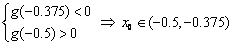 {g(−0.375) < 0
g(−0.5) > 0 ⇒ x₀ ∈ (−0.5, −0.375)